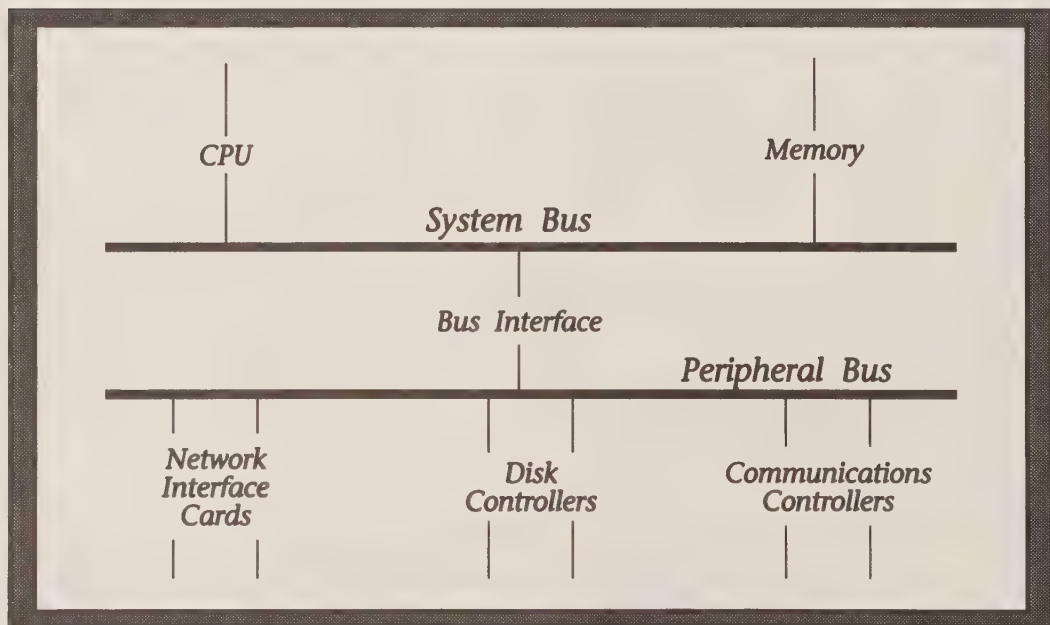 CPU
Memory
System Bus
Bus Interface
Peripheral Bus
Network
Interface
Cards
Disk
Controllers
Communications
Controllers